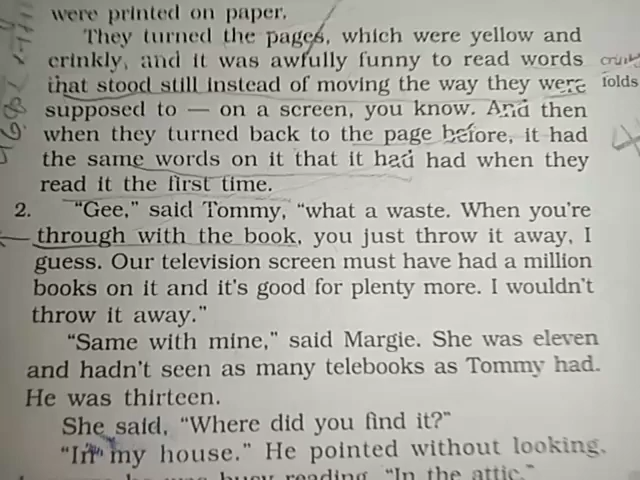 were printed on paper.
They turned the pages, which were yellow and
crinkly, and it was awfully funny to read words
that stood still instead of moving the way they were
folds
supposed to — on a screen, you know. And then
when they turned back to the page before, it had
the same words on it that it had had when they
read it the first time.
2. "Gee," said Tommy, "what a waste. When you're
through with the book, you just throw it away, I
guess. Our television screen must have had a million
books on it and it's good for plenty more. I wouldn't
throw it away."
"Same with mine," said Margie. She was eleven
and hadn't seen as many telebooks as Tommy had.
He was thirteen.
She said, "Where did you find it?"
"In my house." He pointed without looking,
was busy reading. "In the attic."